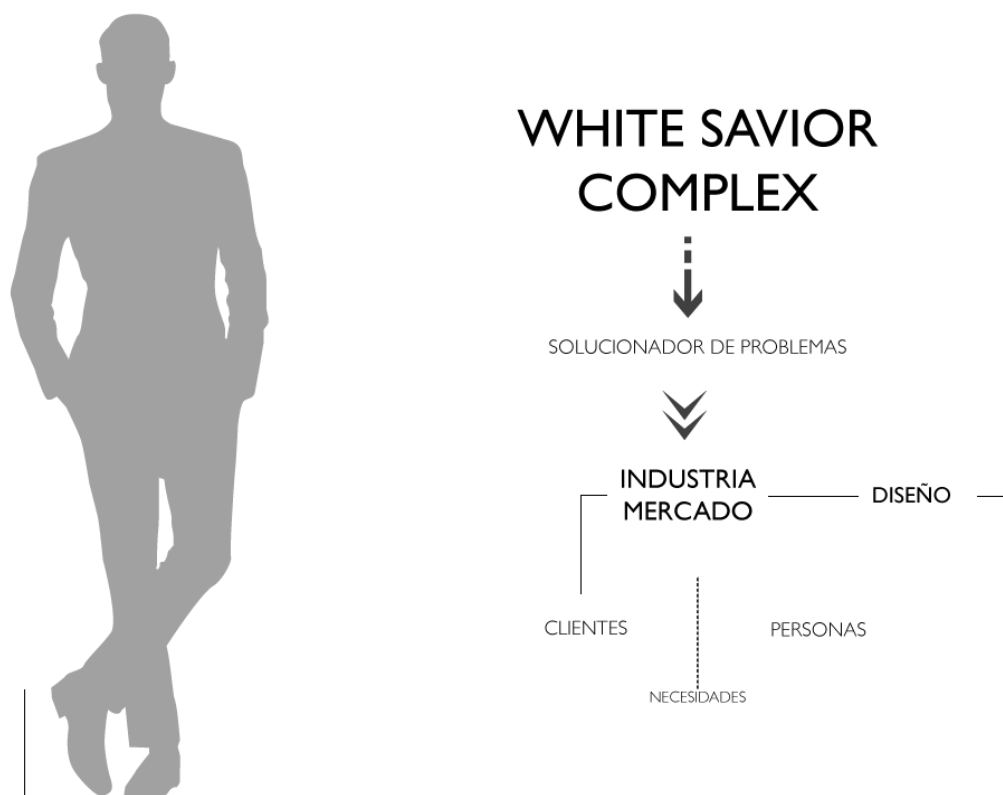 WHITE SAVIOR
COMPLEX
SOLUCIONADOR DE PROBLEMAS
INDUSTRIA
MERCADO
DISEÑO
CLIENTES
PERSONAS
NECESIDADES